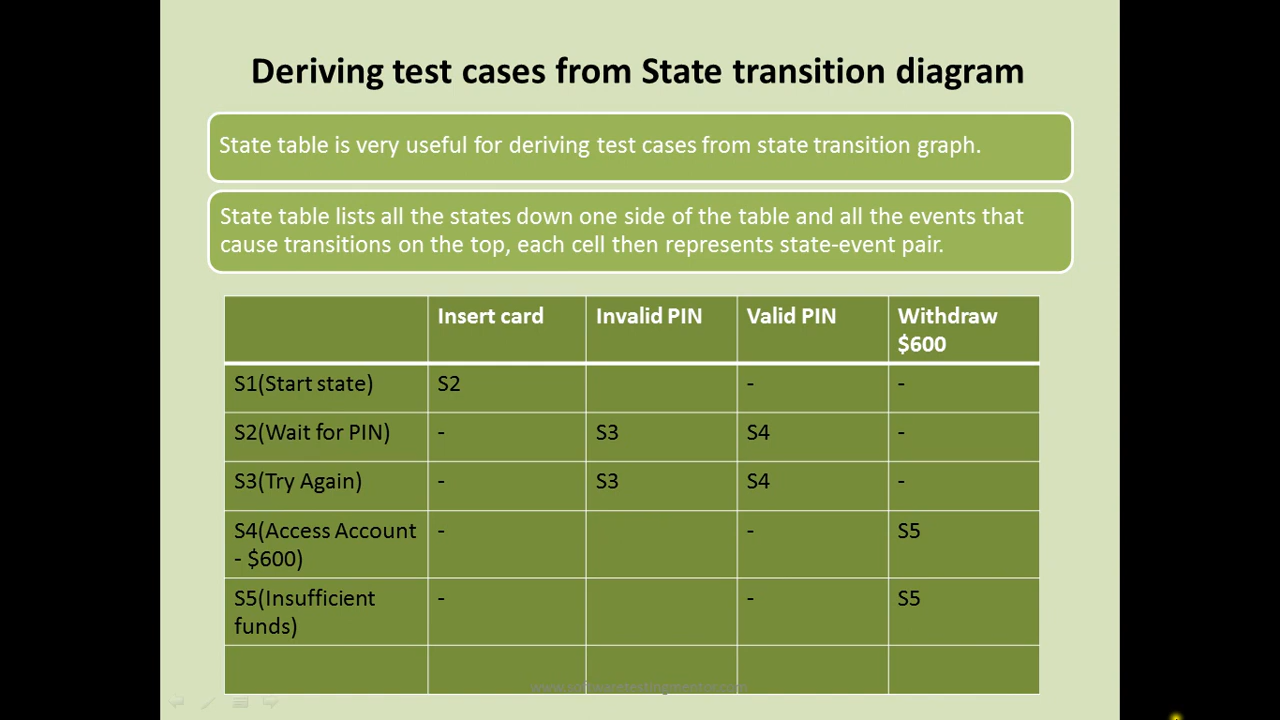 Deriving test cases from State transition diagram
State table is very useful for deriving test cases from state transition graph.
State table lists all the states down one side of the table and all the events that
cause transitions on the top, each cell then represents state-event pair.
Insert card Invalid PIN Valid PIN Withdraw
$600
S1(Start state) S2 - -
S2(Wait for PIN) - S3 S4 -
S3(Try Again) - S3 S4 -
S4(Access Account - - S5
- $600)
S5(Insufficient - - S5
funds)
www.softwaretestingmentor.com